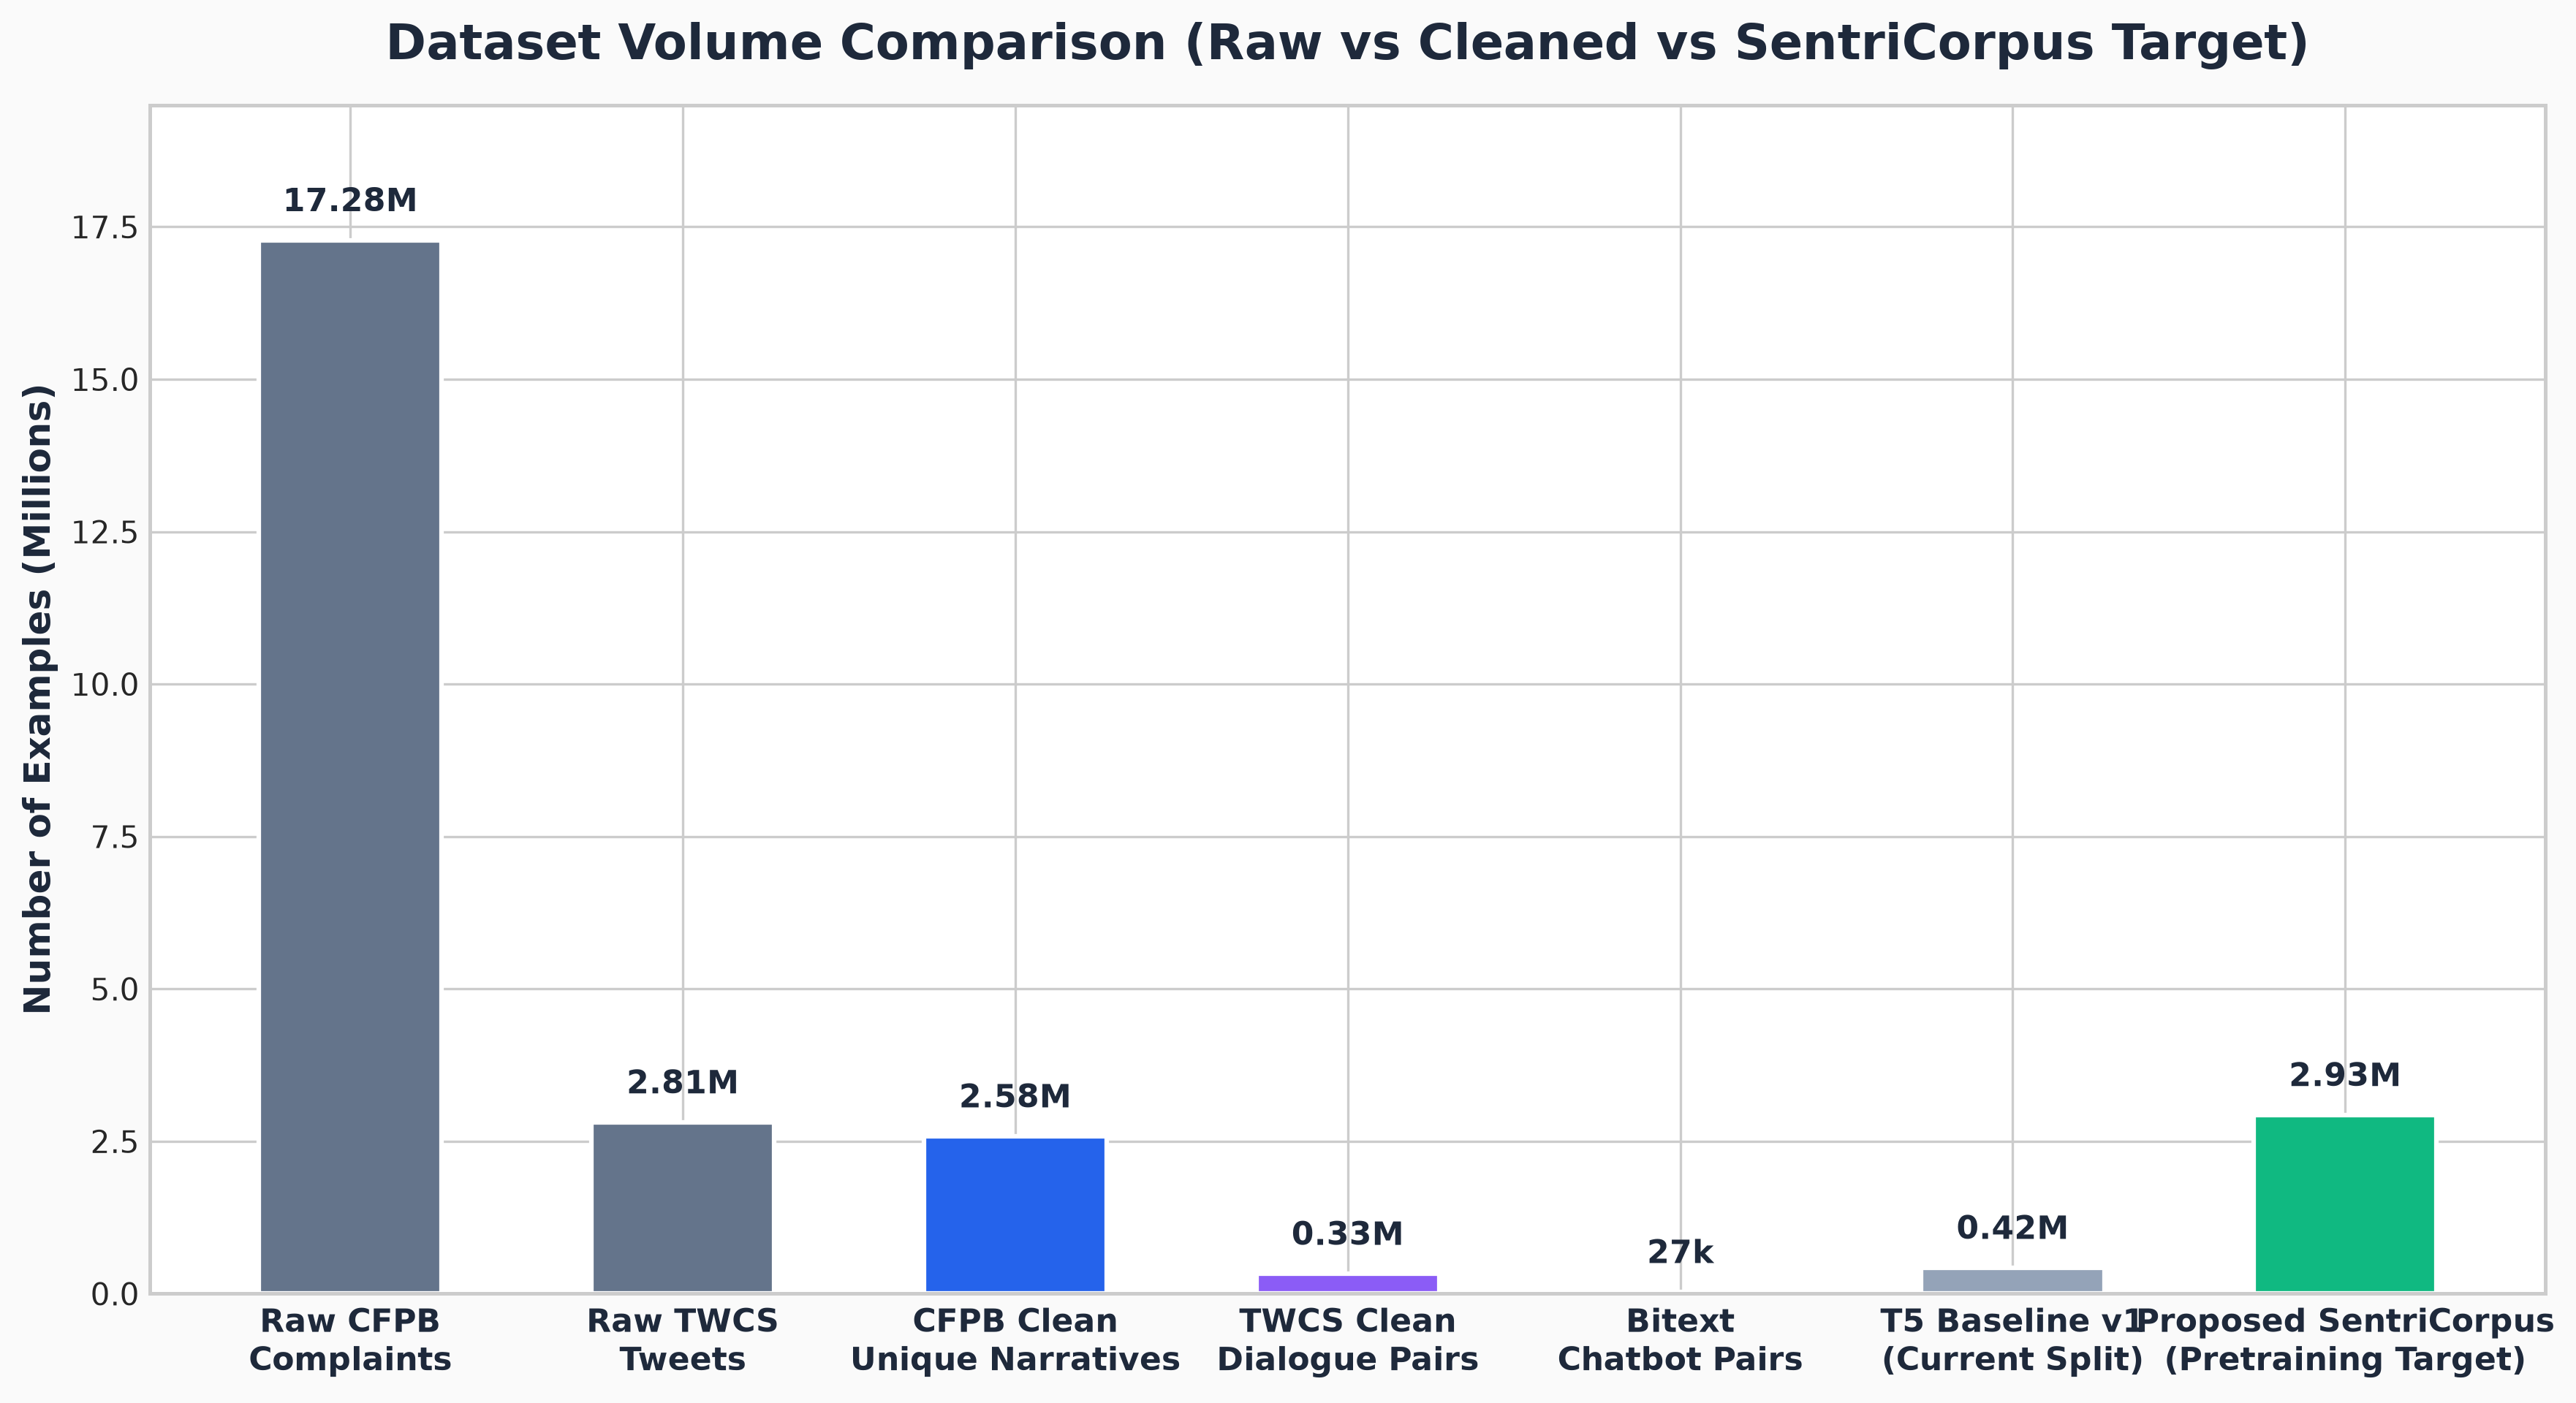 Dataset Volume Comparison (Raw vs Cleaned vs SentriCorpus Target)
Number of Examples (Millions)
17.5
15.0
12.5
10.0
7.5
5.0
2.5
0.0
17.28M
2.81M
2.58M
0.33M
27k
0.42M
2.93M
Raw CFPB
Complaints
Raw TWCS
Tweets
CFPB Clean
Unique Narratives
TWCS Clean
Dialogue Pairs
Bitext
Chatbot Pairs
T5 Baseline v1
(Current Split)
Proposed SentriCorpus
(Pretraining Target)